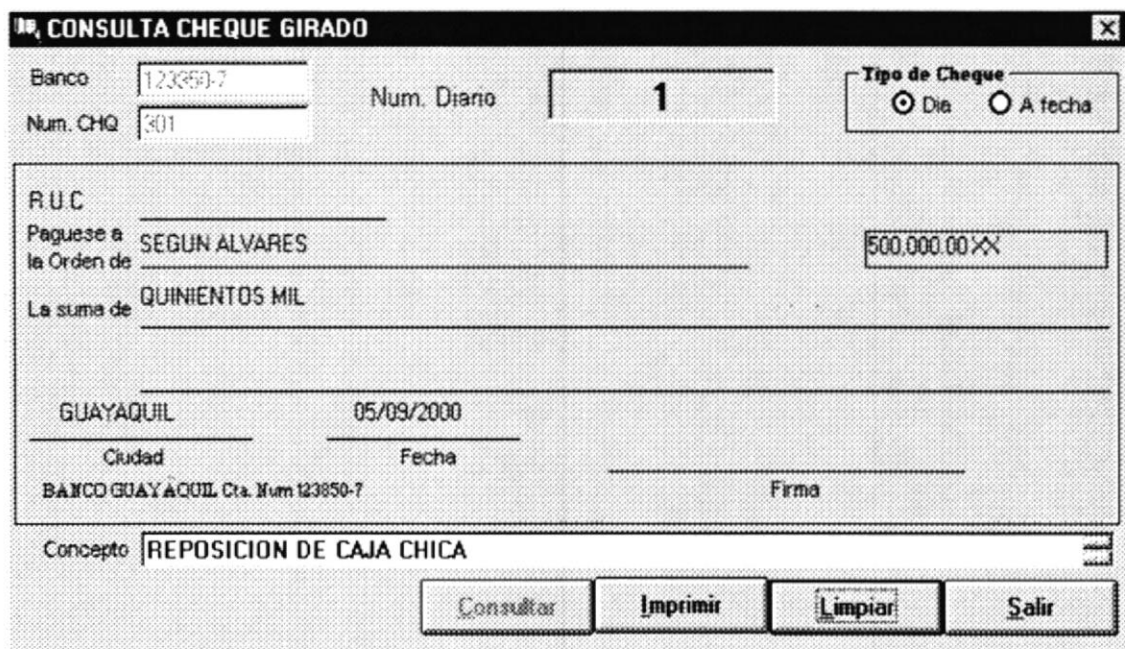 CONSULTA CHEQUE GIRADO
Banco 123850-7 Num. Diario 1 Tipo de Cheque
Num. CHQ 301 Dia A fecha
R.U.C
Paguese a la Orden de SEGUN ALVARES 500,000.00XX
La suma de QUINIENTOS MIL
GUAYAQUIL 05/09/2000
Ciudad Fecha
BANCO GUAYAQUIL Cta. Num 123850-7 Firma
Concepto REPOSICION DE CAJA CHICA
Consultar Imprimir Limpiar Salir